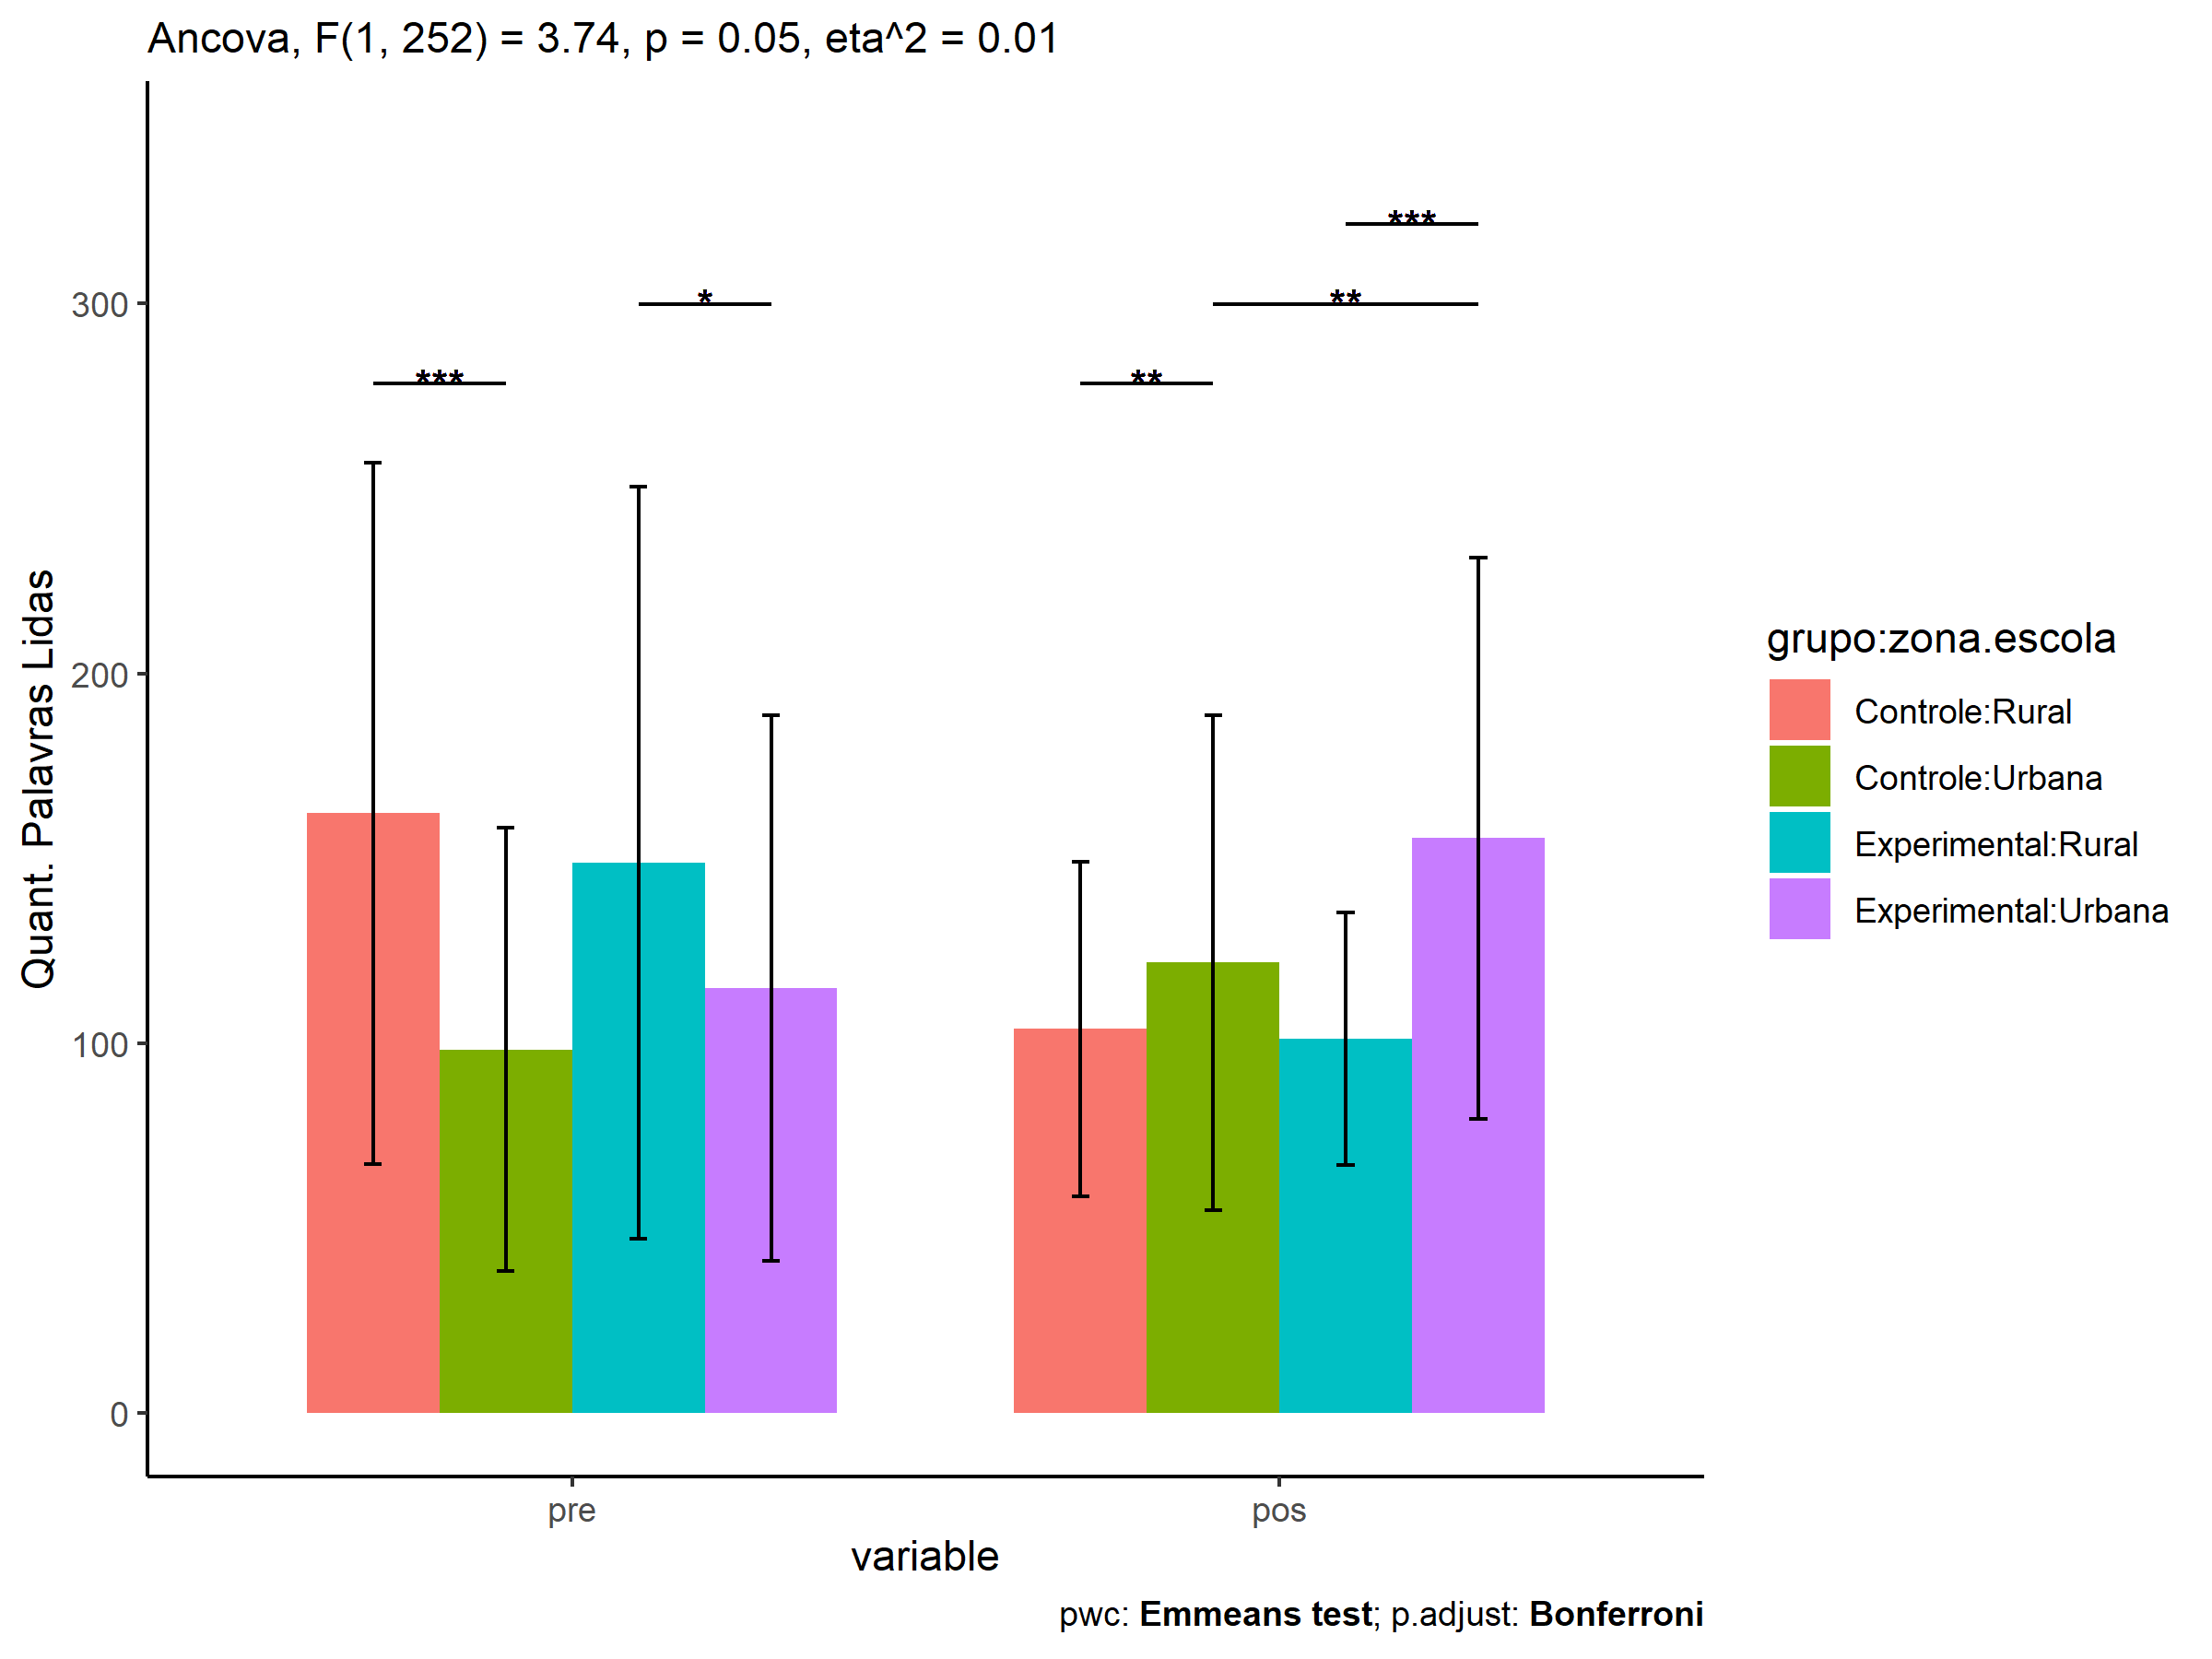 Ancova, F(1, 252) = 3.74, p = 0.05, eta^2 = 0.01
Quant. Palavras Lidas
300
200
100
0
***
*
**
**
***
pre
pos
variable
grupo:zona.escola
Controle:Rural
Controle:Urbana
Experimental:Rural
Experimental:Urbana
pwc: Emmeans test; p.adjust: Bonferroni